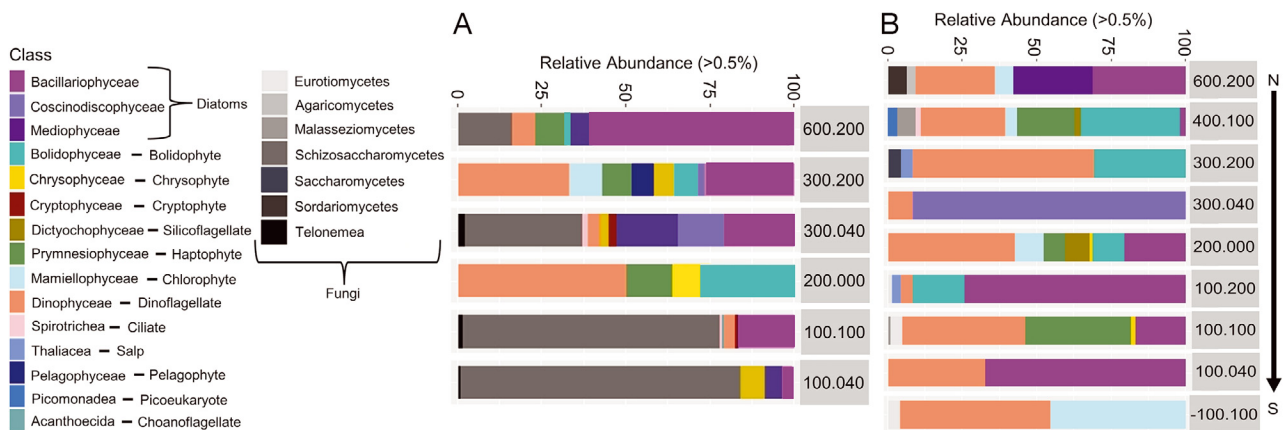 Class
Bacillariophyceae
Coscinodiscophyceae
Mediophyceae
Diatoms
Bolidophyceae – Bolidophyte
Chrysophyceae – Chrysophyte
Cryptophyceae – Cryptophyte
Dictyochophyceae – Silicoflagellate
Prymnesiophyceae – Haptophyte
Mamiellophyceae – Chlorophyte
Dinophyceae – Dinoflagellate
Spirotrichea – Ciliate
Thaliacea – Salp
Pelagophyceae – Pelagophyte
Picomonadea – Picoeukaryote
Acanthoecida – Choanoflagellate
Eurotiomycetes
Agaricomycetes
Malasseziomycetes
Schizosaccharomycetes
Saccharomycetes
Sordariomycetes
Telonemea
Fungi
A
Relative Abundance (>0.5%)
0 25 50 75 100
600.200
300.200
300.040
200.000
100.100
100.040
B
Relative Abundance (>0.5%)
0 25 50 75 100
600.200
400.100
300.200
300.040
200.000
100.200
100.100
100.040
-100.100
N
S